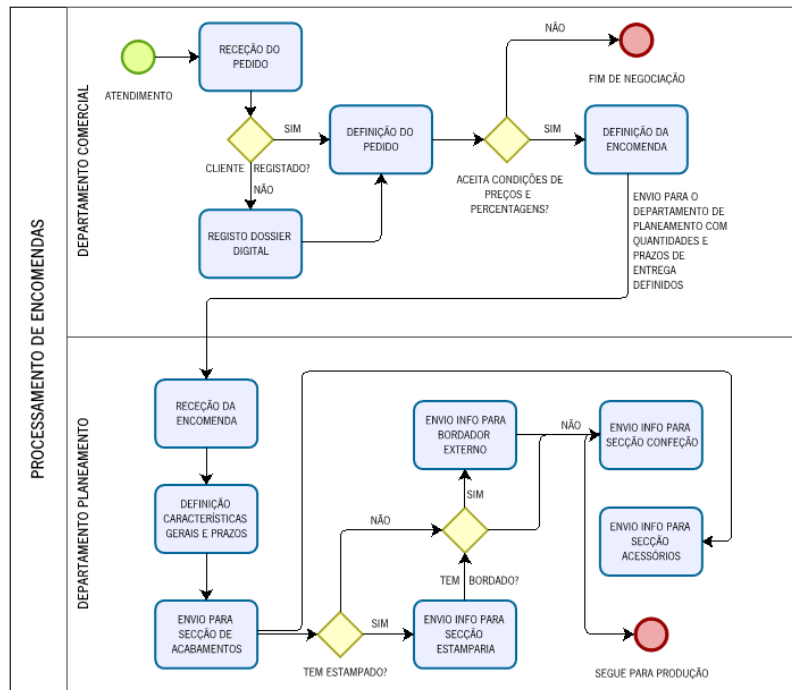 PROCESSAMENTO DE ENCOMENDAS
DEPARTAMENTO COMERCIAL
ATENDIMENTO
RECEÇÃO DO
PEDIDO
CLIENTE REGISTADO?
SIM
NÃO
REGISTO DOSSIER
DIGITAL
DEFINIÇÃO DO
PEDIDO
ACEITA CONDIÇÕES DE
PREÇOS E
PERCENTAGENS?
NÃO
FIM DE NEGOCIAÇÃO
SIM
DEFINIÇÃO DA
ENCOMENDA
ENVIO PARA O
DEPARTAMENTO DE
PLANEAMENTO COM
QUANTIDADES E
PRAZOS DE
ENTREGA
DEFINIDOS
DEPARTAMENTO PLANEAMENTO
RECEÇÃO DA
ENCOMENDA
DEFINIÇÃO
CARACTERÍSTICAS
GERAIS E PRAZOS
ENVIO PARA
SECÇÃO DE
ACABAMENTOS
TEM ESTAMPADO?
NÃO
SIM
ENVIO INFO PARA
SECÇÃO
ESTAMPARIA
TEM BORDADO?
SIM
ENVIO INFO PARA
BORDADOR
EXTERNO
NÃO
ENVIO INFO PARA
SECÇÃO CONFEÇÃO
ENVIO INFO PARA
SECÇÃO
ACESSÓRIOS
SEGUE PARA PRODUÇÃO